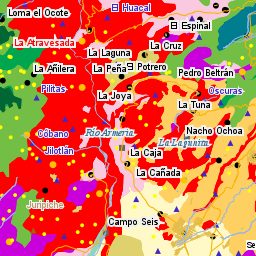 El Huacal
Loma el Ocote
El Espinal
La Atravesada
La Cruz
La Laguna
La Añilera
La Peña
El Potrero
Pedro Beltrán
Pilitas
La Joya
Oscuras
La Tuna
Cóbano
Río Armería
Nacho Ochoa
La Lagunita
Jilotlán
La Caja
La Cañada
Juripiche
Campo Seis
Se